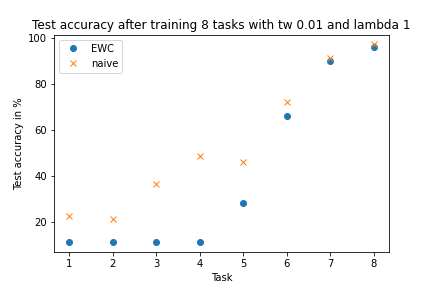 Test accuracy after training 8 tasks with tw 0.01 and lambda 1
EWC
naive
100
80
60
40
20
Test accuracy in %
1 2 3 4 5 6 7 8
Task